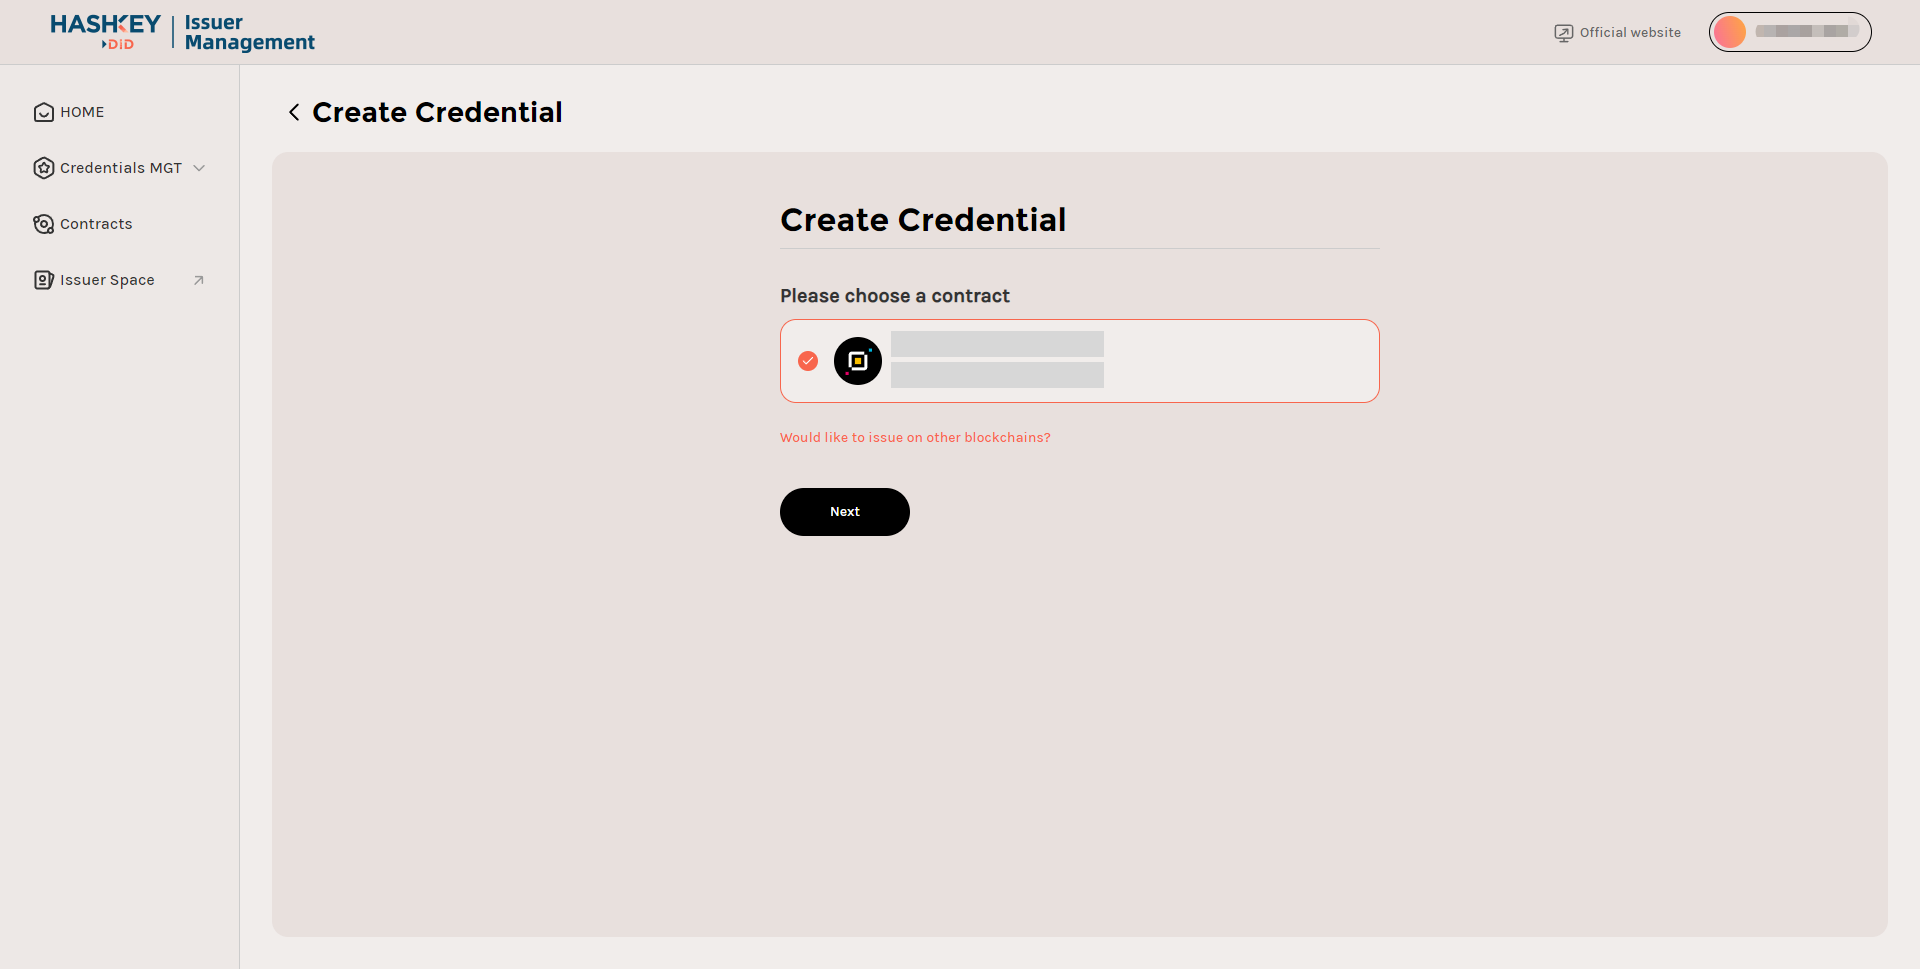 HASHKEY
DiD
Issuer
Management
Official website
HOME
Credentials MGT
Contracts
Issuer Space
Create Credential
Create Credential
Please choose a contract
Would like to issue on other blockchains?
Next